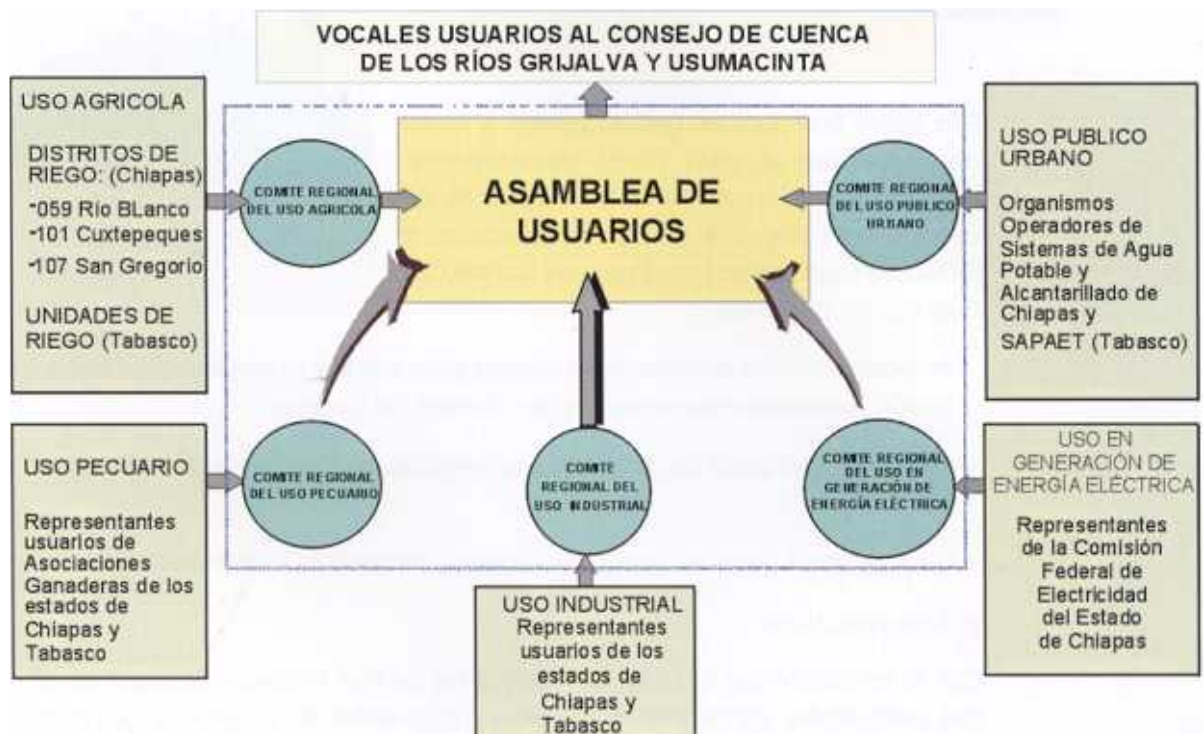 VOCALES USUARIOS AL CONSEJO DE CUENCA
DE LOS RÍOS GRIJALVA Y USUMACINTA
USO AGRICOLA
DISTRITOS DE
RIEGO: (Chiapas)
-059 Río BLanco
-101 Cuxtepeques
-107 San Gregorio
UNIDADES DE
RIEGO (Tabasco)
COMITE REGIONAL
DEL USO AGRICOLA
ASAMBLEA DE
USUARIOS
COMITE REGIONAL
DEL USO PUBLICO
URBANO
USO PUBLICO
URBANO
Organismos
Operadores de
Sistemas de Agua
Potable y
Alcantarillado de
Chiapas y
SAPAET (Tabasco)
USO PECUARIO
Representantes
usuarios de
Asociaciones
Ganaderas de los
estados de
Chiapas y
Tabasco
COMITE REGIONAL
DEL USO PECUARIO
COMITE
REGIONAL DEL
USO INDUSTRIAL
COMITE REGIONAL
DEL USO EN
GENERACIÓN DE
ENERGÍA ELÉCTRICA
USO EN
GENERACIÓN DE
ENERGÍA ELÉCTRICA
Representantes
de la Comisión
Federal de
Electricidad
del Estado
de Chiapas
USO INDUSTRIAL
Representantes
usuarios de los
estados de
Chiapas y
Tabasco